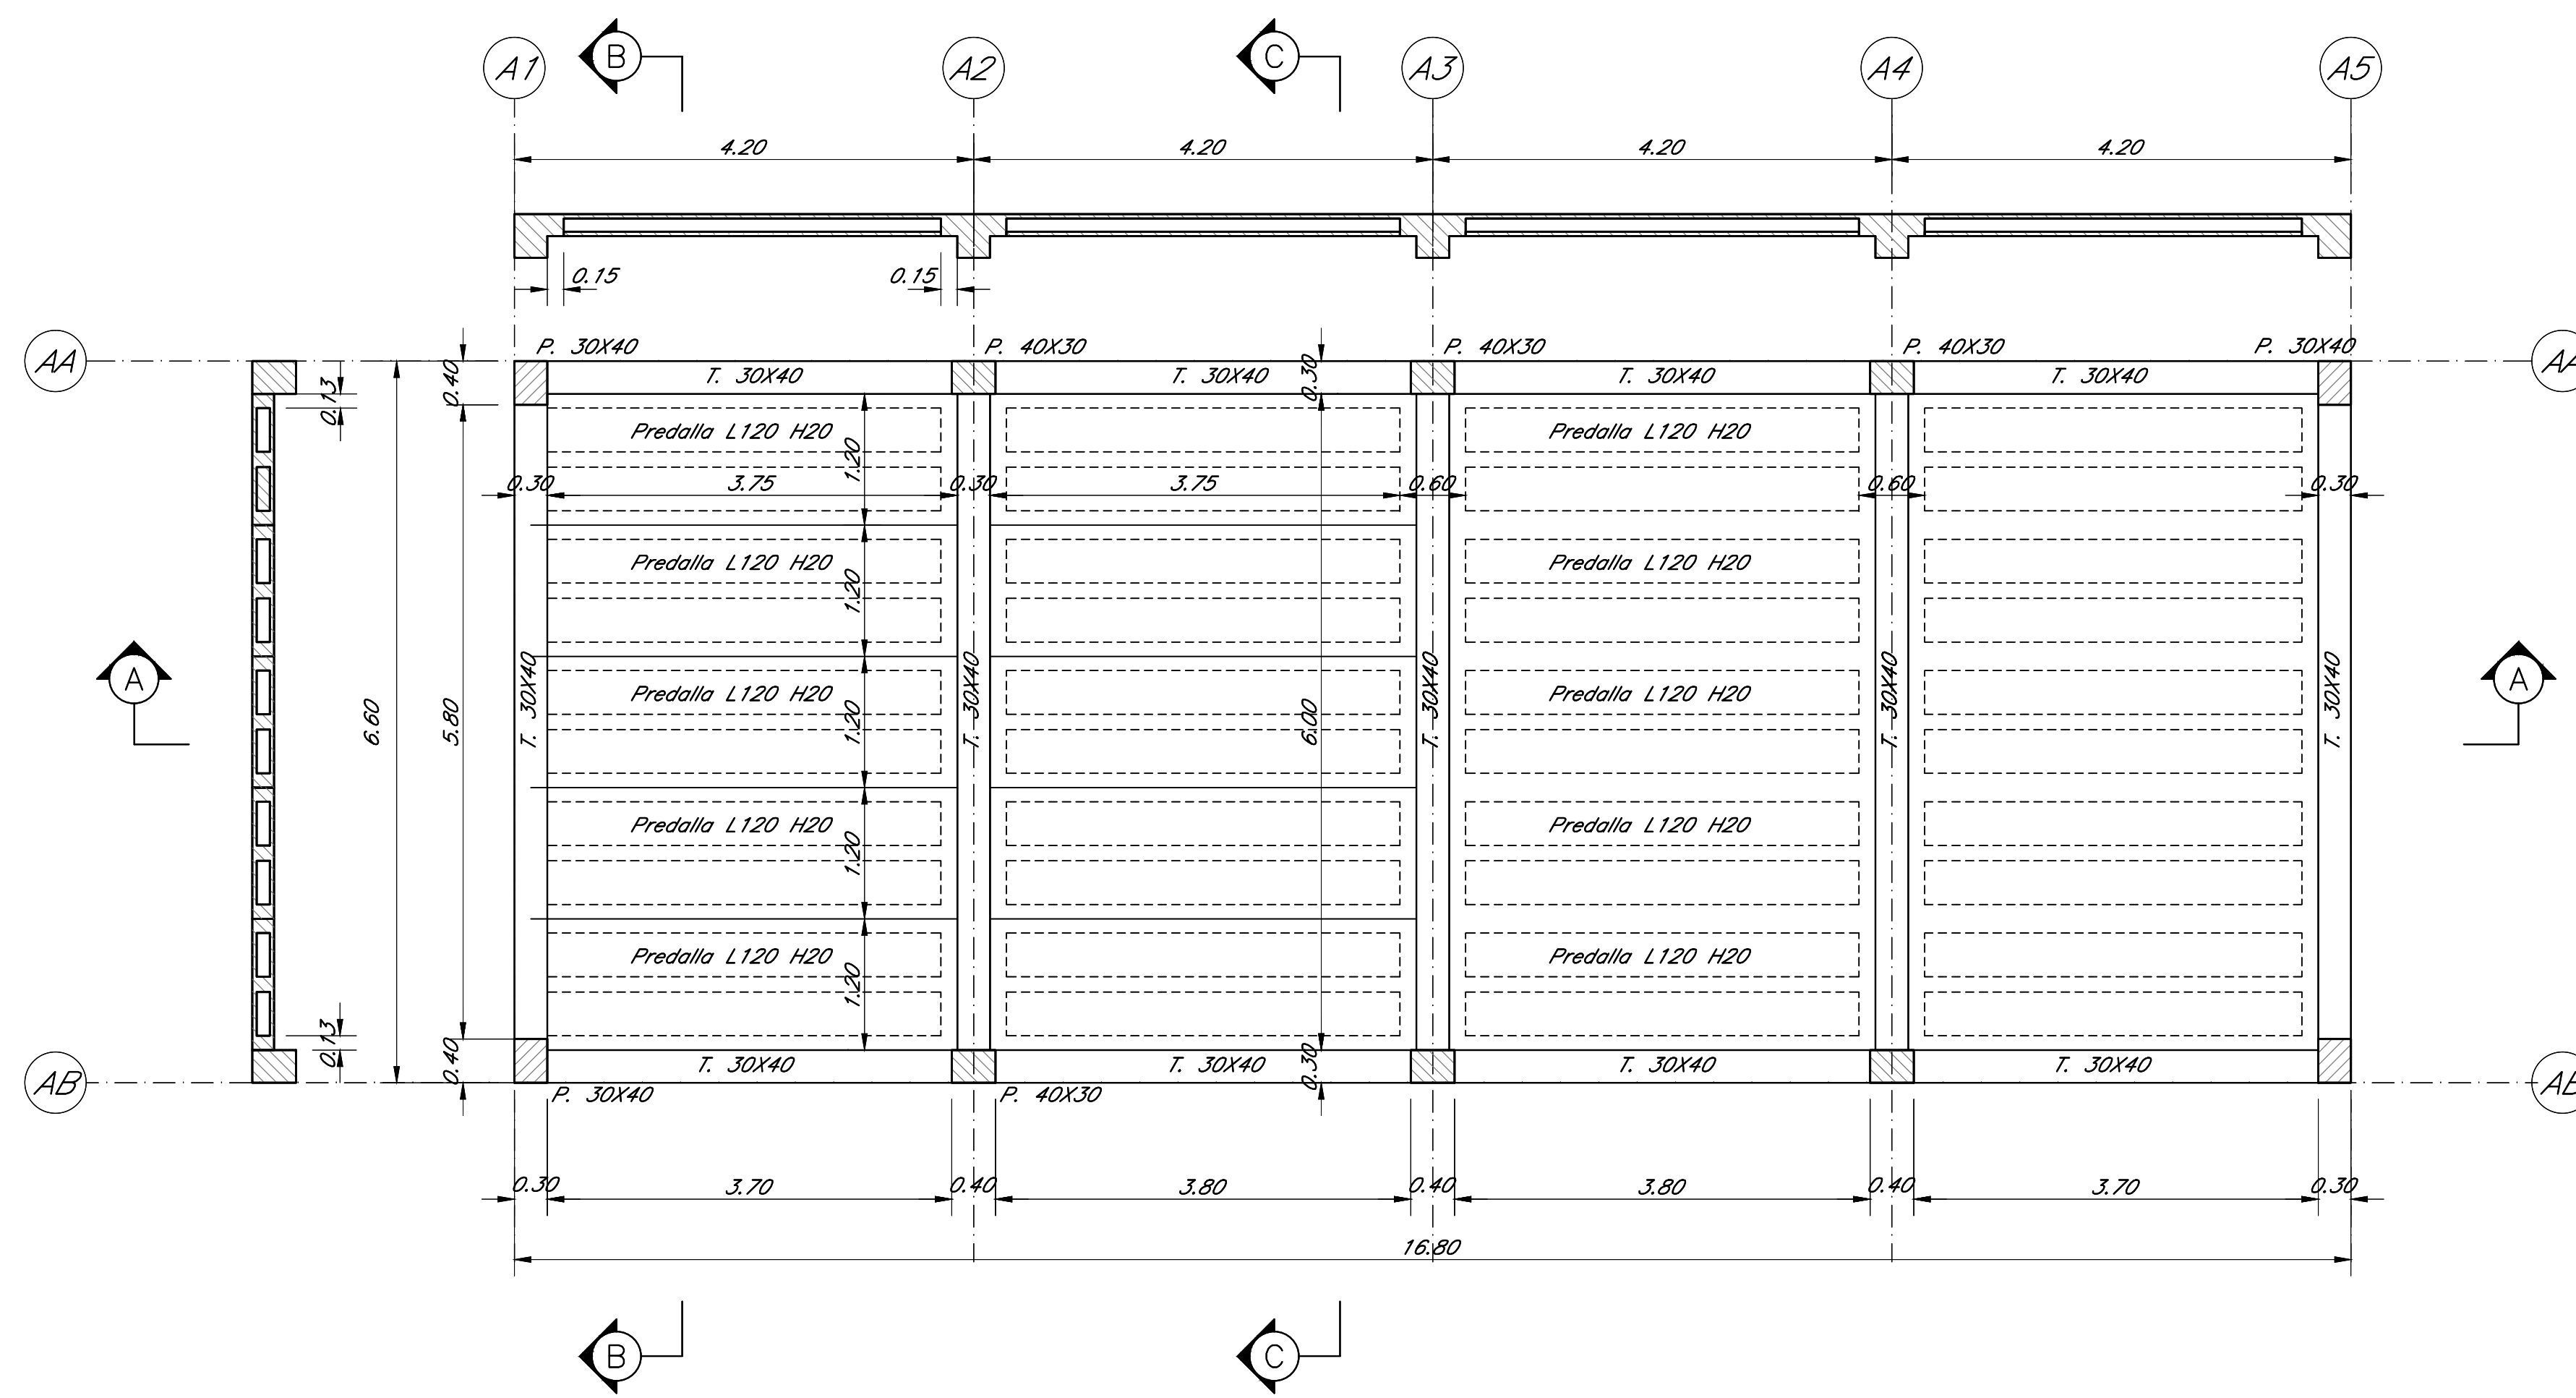 A1 B A2 C A3 A4 A5
4.20 4.20 4.20 4.20
0.15 0.15
AA P. 30X40 P. 40X30 P. 40X30 P. 40X30 P. 30X40
0.13 0.40 T. 30X40 T. 30X40 0.30 T. 30X40 T. 30X40
Predalla L120 H20 1.20 Predalla L120 H20
0.30 3.75 0.30 3.75 0.60 0.60 0.30
Predalla L120 H20 1.20 Predalla L120 H20
A A
6.60 5.80 T. 30X40 Predalla L120 H20 1.20 T. 30X40 6.00 T. 30X40 Predalla L120 H20 T. 30X40 T. 30X40
Predalla L120 H20 1.20 Predalla L120 H20
Predalla L120 H20 1.20 Predalla L120 H20
0.13 0.40 T. 30X40 T. 30X40 0.30 T. 30X40 T. 30X40
AB P. 30X40 P. 40X30
0.30 3.70 0.40 3.80 0.40 3.80 0.40 3.70 0.30
16.80
B C